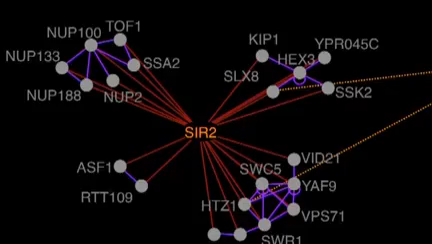 TOF1
NUP100
KIP1
YPR045C
NUP133
HEX3
SSA2
SLX8
NUP188
NUP2
SSK2
SIR2
VID21
ASF1
SWC5
YAF9
RTT109
HTZ1
VPS71
SWR1